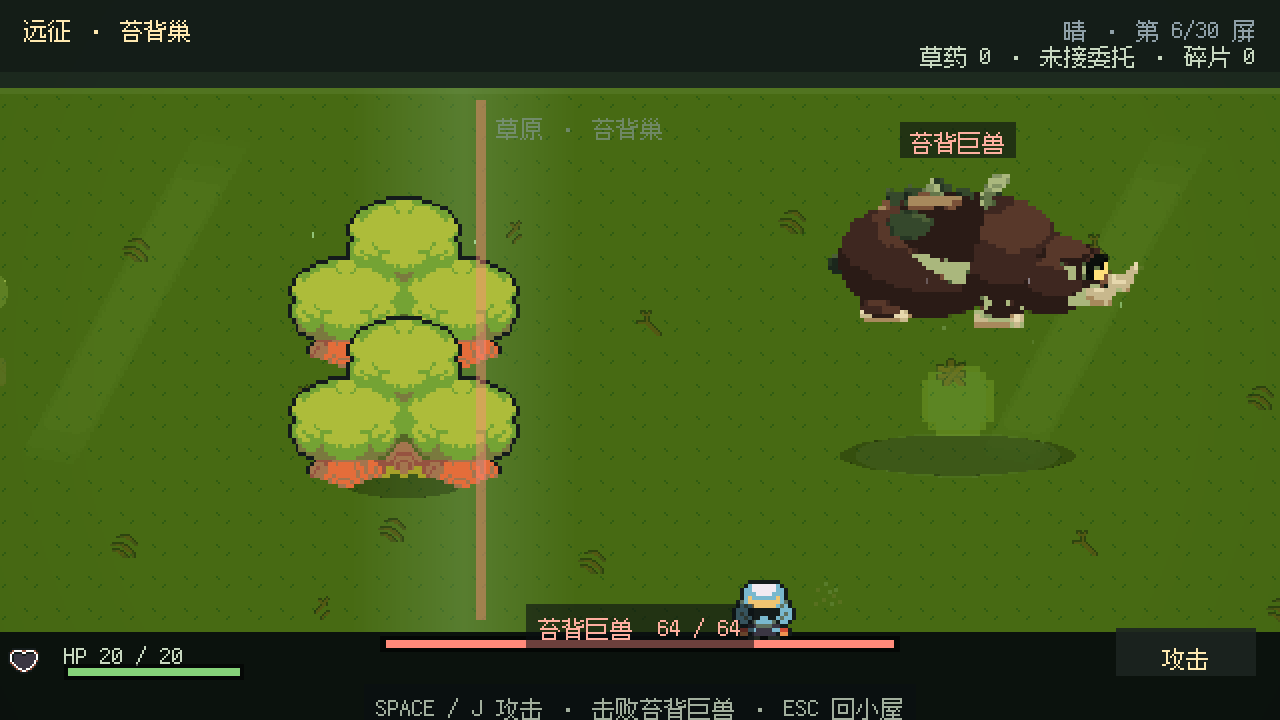 远征 · 苔背巢
晴 · 第 6/30 屏
草药 0 · 未接委托 · 碎片 0
草原 · 苔背巢
苔背巨兽
苔背巨兽 64 / 64
HP 20 / 20
攻击
SPACE / J 攻击 · 击败苔背巨兽 · ESC 回小屋